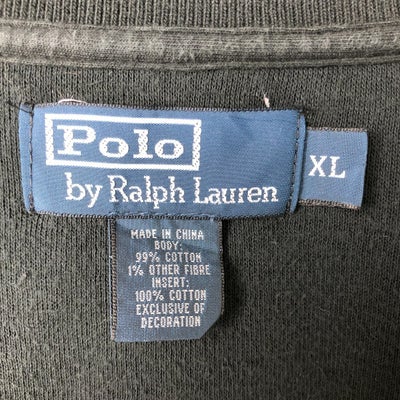 Polo
by Ralph Lauren
XL
MADE IN CHINA
BODY:
99% COTTON
1% OTHER FIBRE
INSERT:
100% COTTON
EXCLUSIVE OF
DECORATION